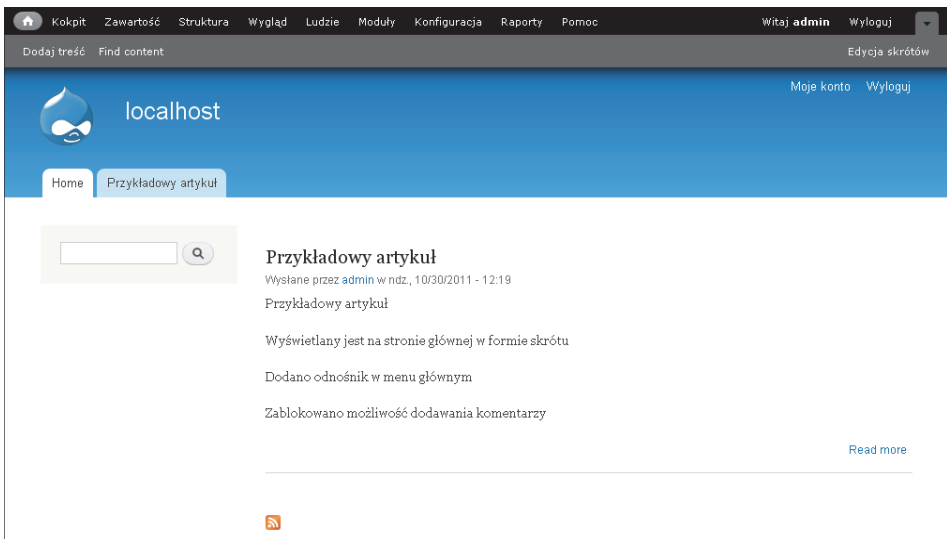 Kokpit Zawartość Struktura Wygląd Ludzie Moduły Konfiguracja Raporty Pomoc Witaj admin Wyloguj
Dodaj treść Find content Edycja skrótów
Moje konto Wyloguj
localhost
Home Przykładowy artykuł
Przykładowy artykuł
Wysłane przez admin w ndz., 10/30/2011 - 12:19
Przykładowy artykuł
Wyświetlany jest na stronie głównej w formie skrótu
Dodano odnośnik w menu głównym
Zablokowano możliwość dodawania komentarzy
Read more